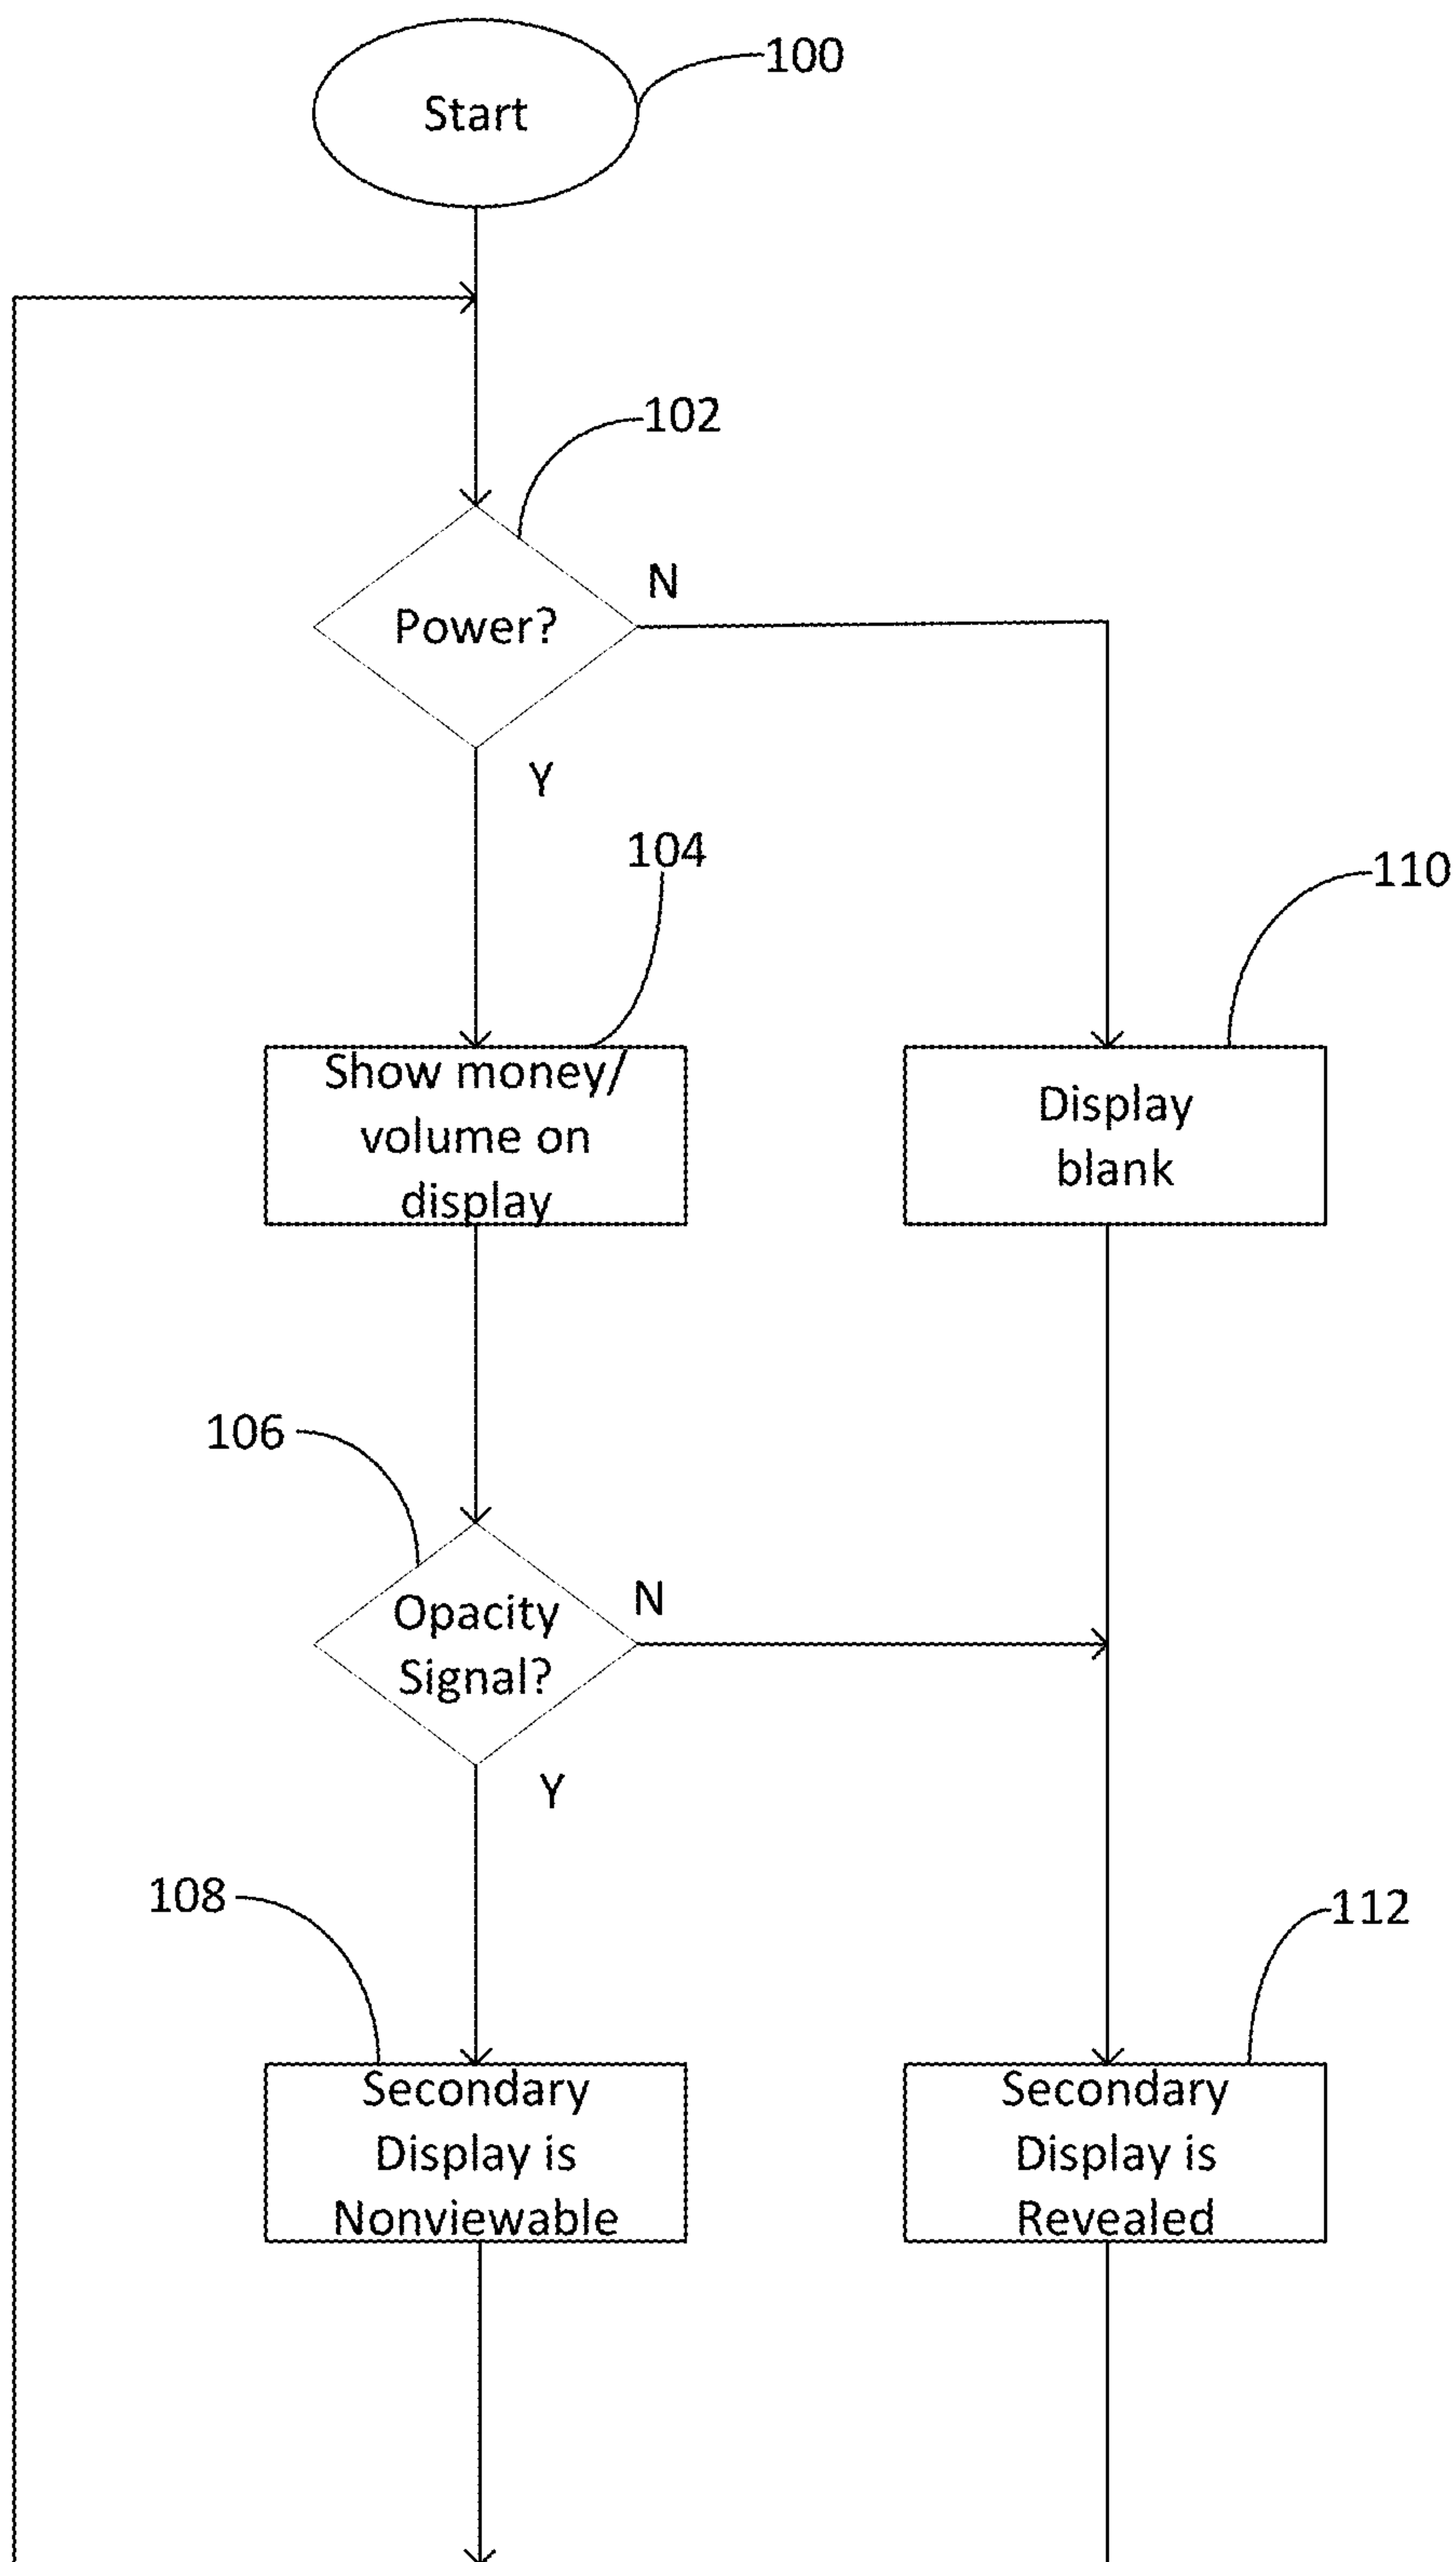 Start
100
102
Power?
N
Y
104
110
Show money/
volume on
display
Display
blank
106
Opacity
Signal?
N
Y
108
112
Secondary
Display is
Nonviewable
Secondary
Display is
Revealed